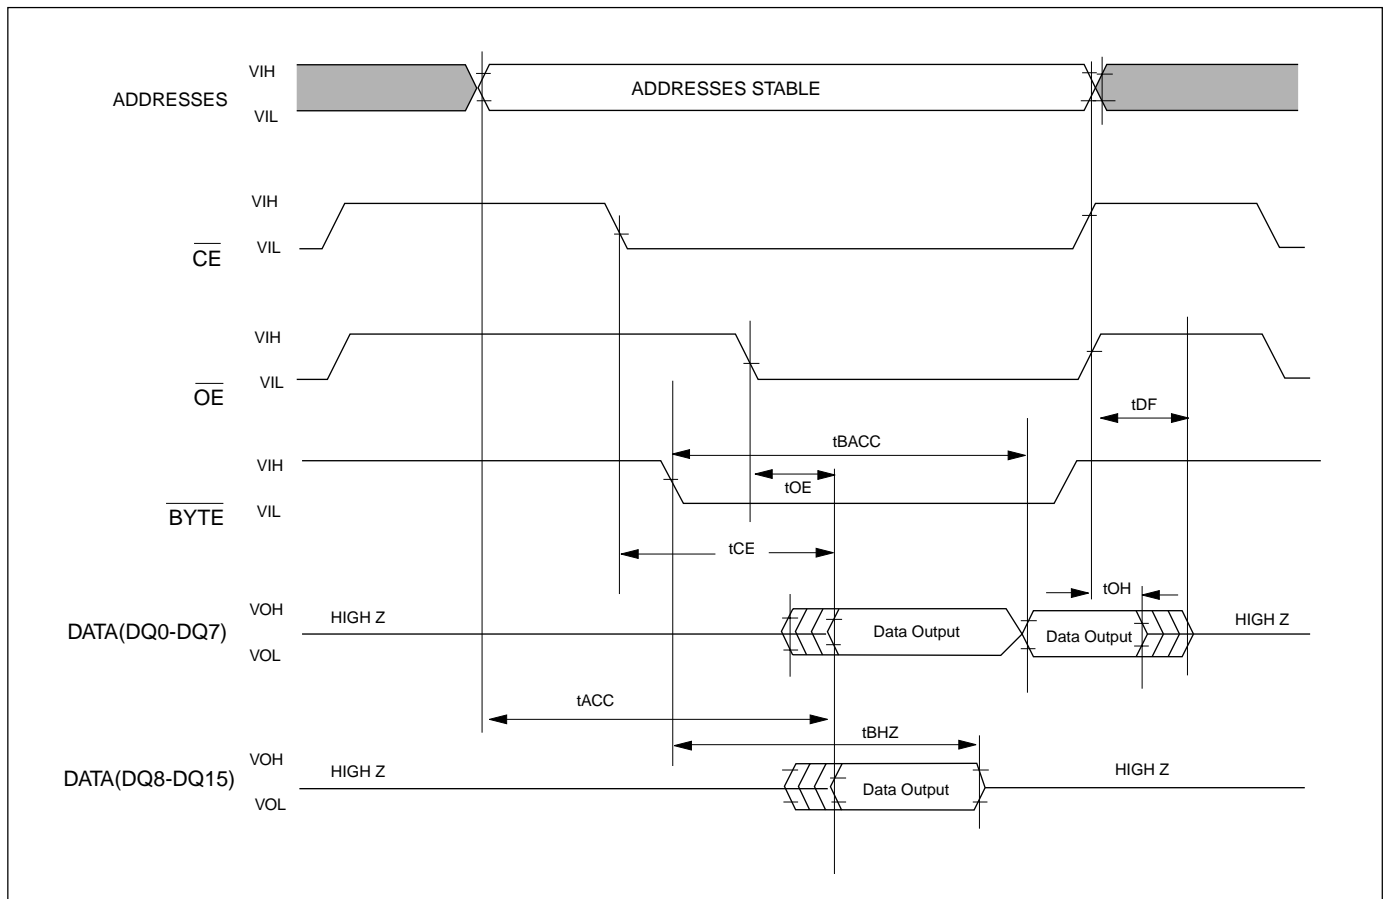 VIH
ADDRESSES
ADDRESSES STABLE
VIL
VIH
CE
VIL
VIH
OE
VIL
tDF
tBACC
VIH
tOE
BYTE
VIL
tCE
tOH
VOH
HIGH Z
DATA(DQ0-DQ7)
Data Output
Data Output
HIGH Z
VOL
tACC
tBHZ
VOH
HIGH Z
DATA(DQ8-DQ15)
Data Output
HIGH Z
VOL